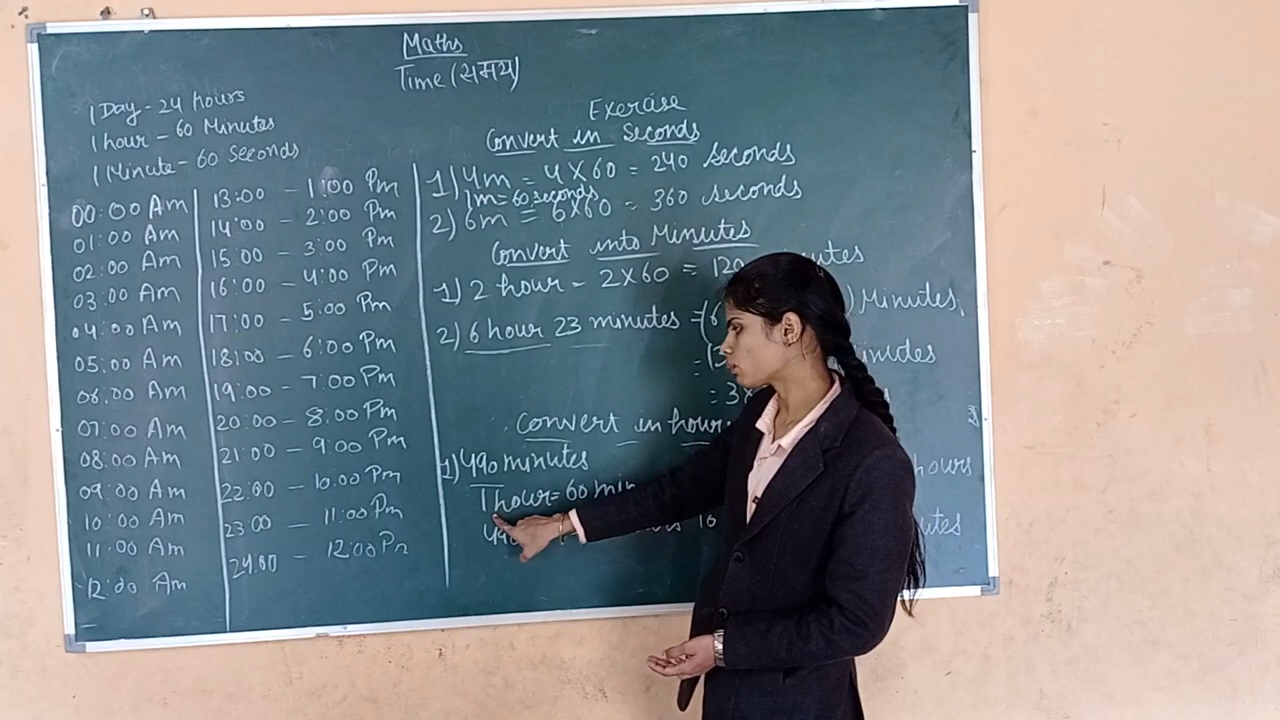 Maths
Time (समय)
1 Day - 24 hours
1 hour - 60 Minutes
1 Minute - 60 Seconds
00:00 Am
01:00 Am
02:00 Am
03:00 Am
04:00 Am
05:00 Am
06:00 Am
07:00 Am
08:00 Am
09:00 Am
10:00 Am
11:00 Am
12:00 Am
13:00 - 1:00 Pm
14:00 - 2:00 Pm
15:00 - 3:00 Pm
16:00 - 4:00 Pm
17:00 - 5:00 Pm
18:00 - 6:00 Pm
19:00 - 7:00 Pm
20:00 - 8:00 Pm
21:00 - 9:00 Pm
22:00 - 10:00 Pm
23:00 - 11:00 Pm
24:00 - 12:00 Pm
Exercise
Convert in Seconds
1) 4m = 4 X 60 = 240 Seconds
1m = 60 seconds
2) 6m = 6X60 = 360 seconds
Convert into Minutes
1) 2 hour = 2 X 60 = 120
2) 6 hour 23 minutes = (6 ) Minutes
= 3X
Convert in hour
1) 490 minutes hours
1 hour = 60 min